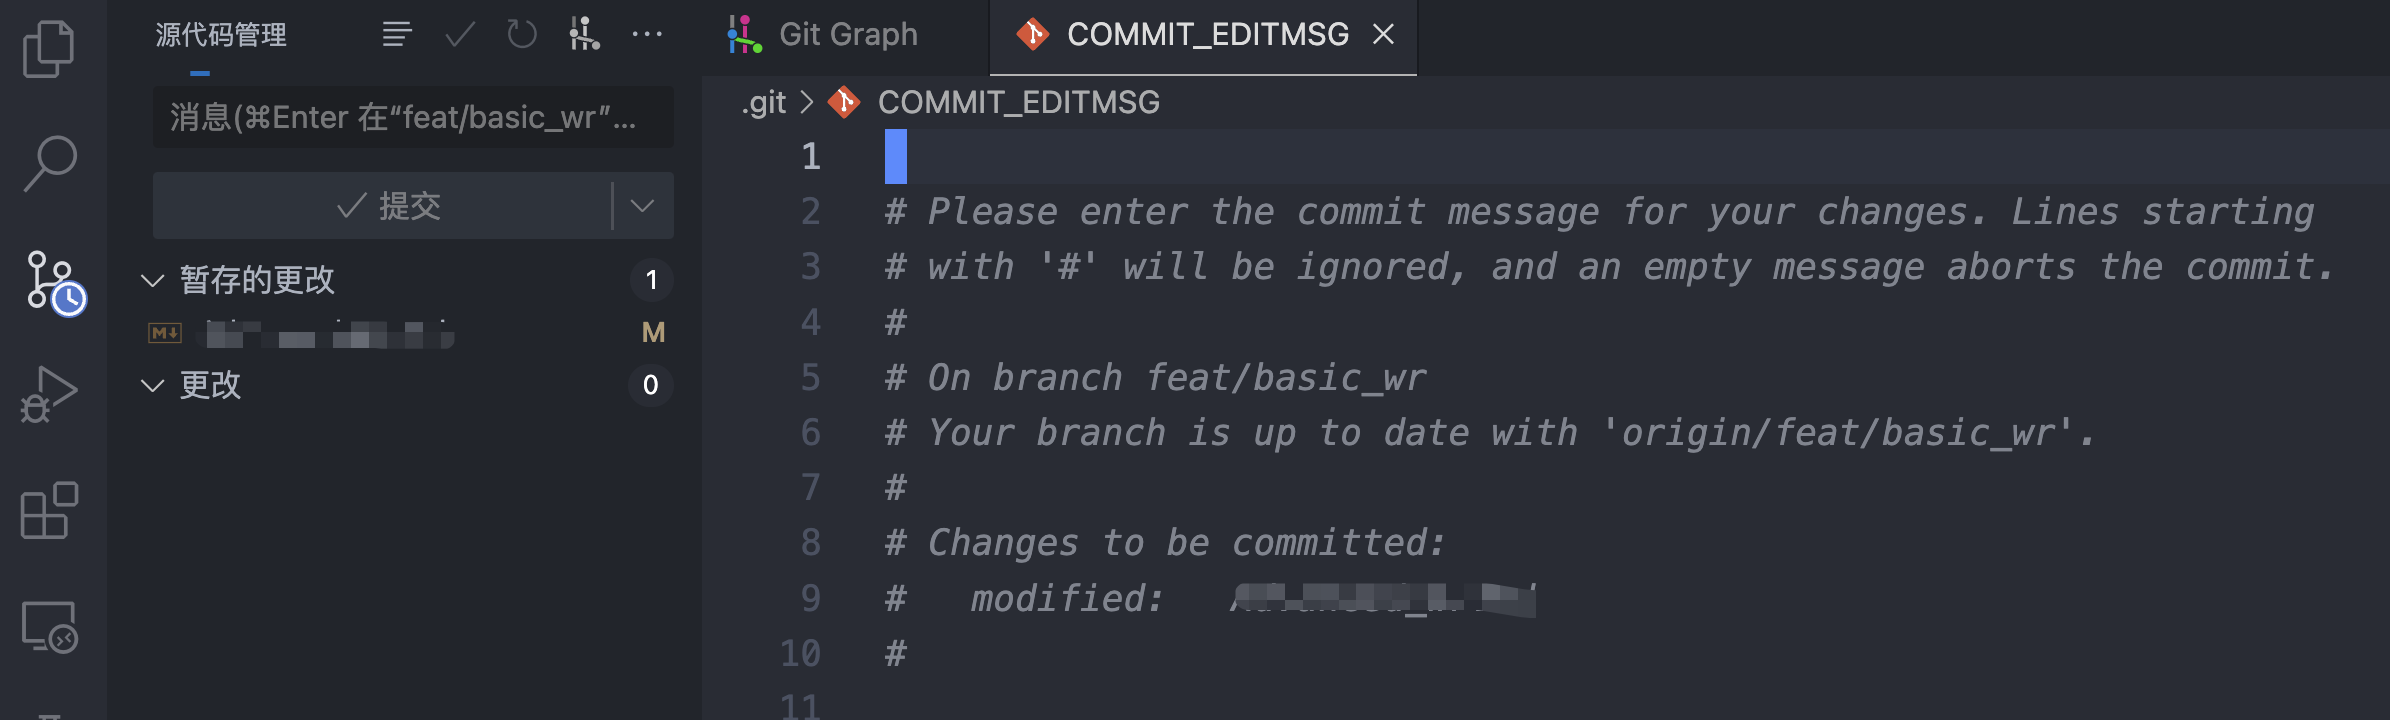 源代码管理
消息(⌘Enter 在“feat/basic_wr”...
提交
暂存的更改 1
M
更改 0
Git Graph
COMMIT_EDITMSG
.git > COMMIT_EDITMSG
1
2 # Please enter the commit message for your changes. Lines starting
3 # with '#' will be ignored, and an empty message aborts the commit.
4 #
5 # On branch feat/basic_wr
6 # Your branch is up to date with 'origin/feat/basic_wr'.
7 #
8 # Changes to be committed:
9 # modified:
10 #
11